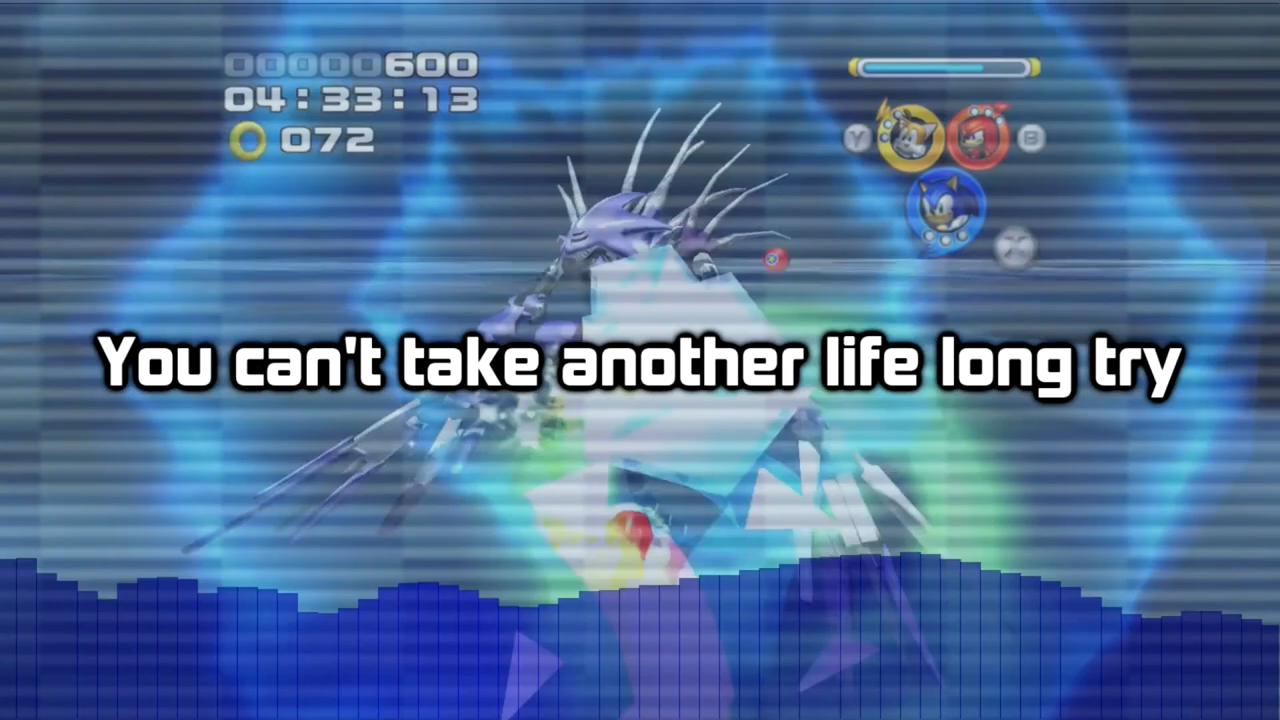 00000600
04:33:13
072
Y
B
X
You can't take another life long try